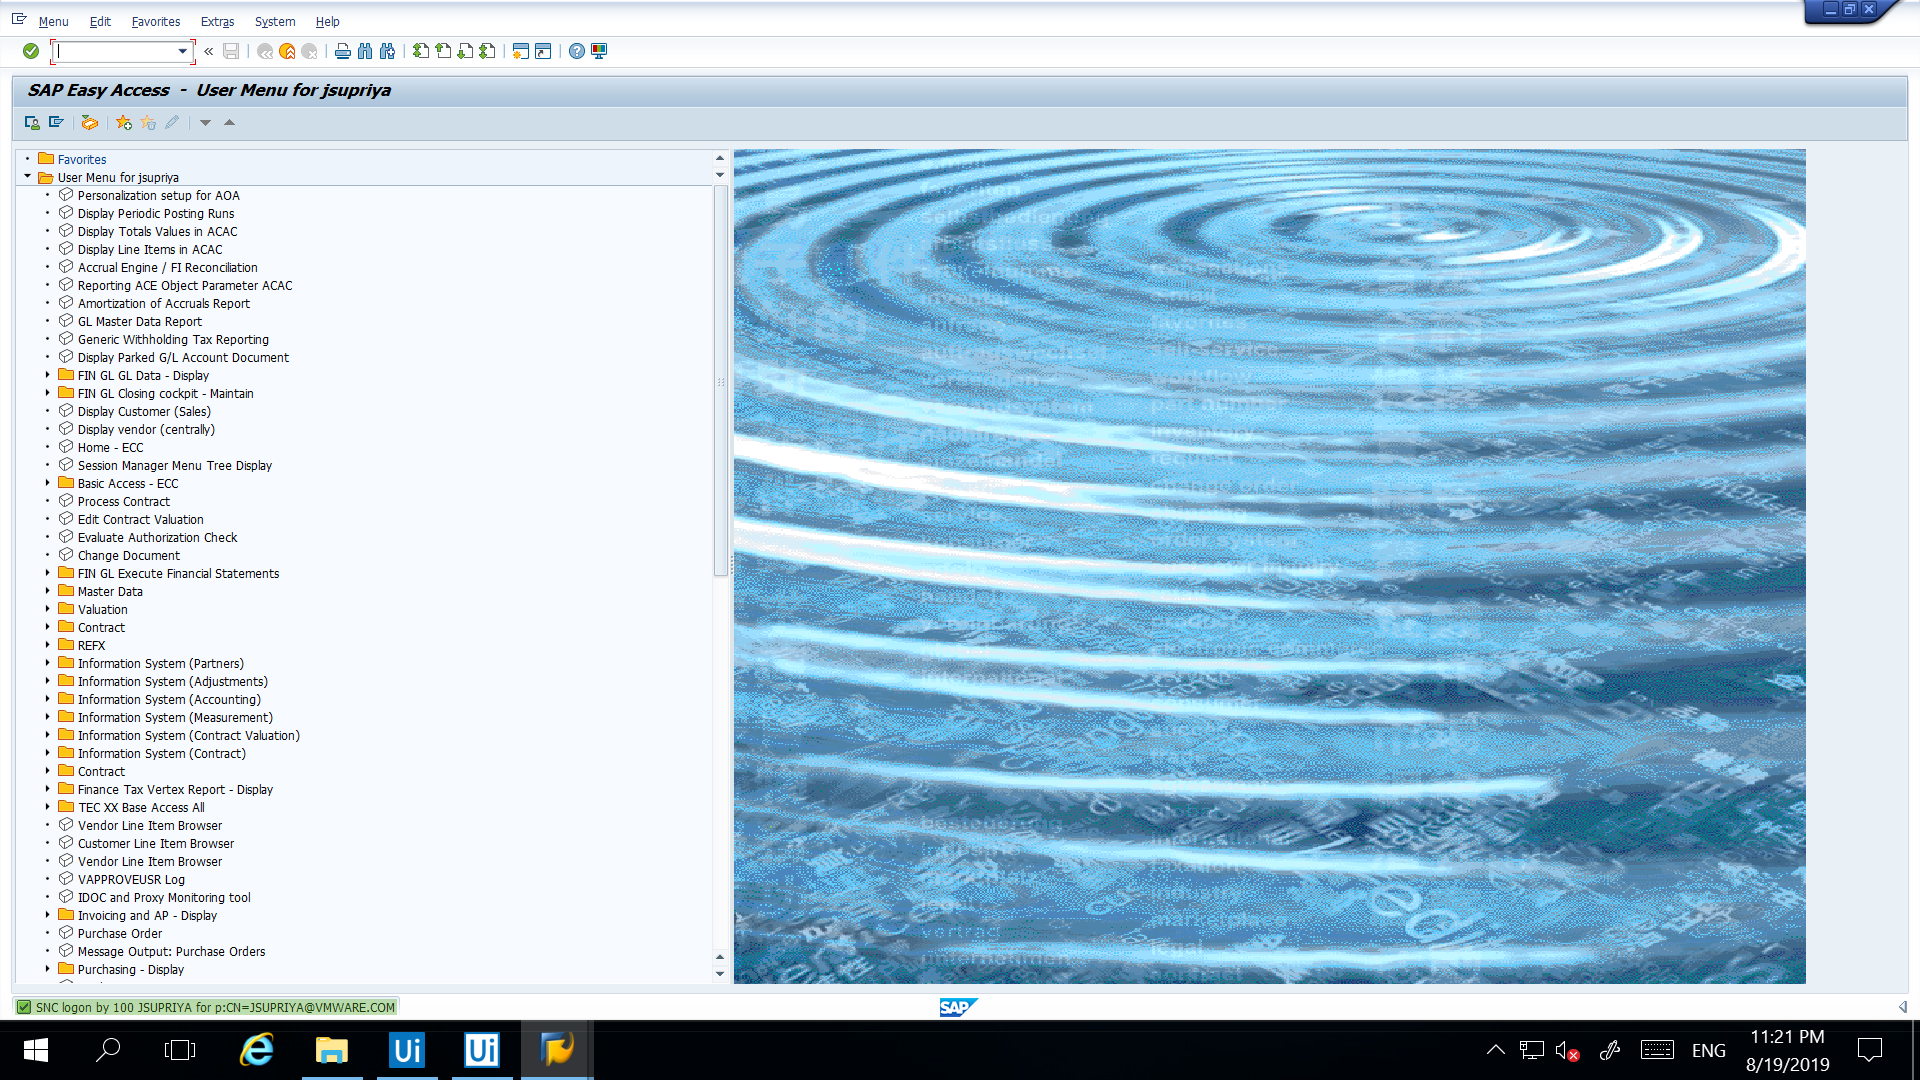 Menu Edit Favorites Extras System Help
SAP Easy Access - User Menu for jsupriya
Favorites
User Menu for jsupriya
Personalization setup for AOA
Display Periodic Posting Runs
Display Totals Values in ACAC
Display Line Items in ACAC
Accrual Engine / FI Reconciliation
Reporting ACE Object Parameter ACAC
Amortization of Accruals Report
GL Master Data Report
Generic Withholding Tax Reporting
Display Parked G/L Account Document
FIN GL GL Data - Display
FIN GL Closing cockpit - Maintain
Display Customer (Sales)
Display vendor (centrally)
Home - ECC
Session Manager Menu Tree Display
Basic Access - ECC
Process Contract
Edit Contract Valuation
Evaluate Authorization Check
Change Document
FIN GL Execute Financial Statements
Master Data
Valuation
Contract
REFX
Information System (Partners)
Information System (Adjustments)
Information System (Accounting)
Information System (Measurement)
Information System (Contract Valuation)
Information System (Contract)
Contract
Finance Tax Vertex Report - Display
TEC XX Base Access All
Vendor Line Item Browser
Customer Line Item Browser
Vendor Line Item Browser
VAPPROVEUSR Log
IDOC and Proxy Monitoring tool
Invoicing and AP - Display
Purchase Order
Message Output: Purchase Orders
Purchasing - Display
SNC logon by 100 JSUPRIYA for p:CN=JSUPRIYA@VMWARE.COM
SAP
Ui
Ui
ENG
11:21 PM
8/19/2019